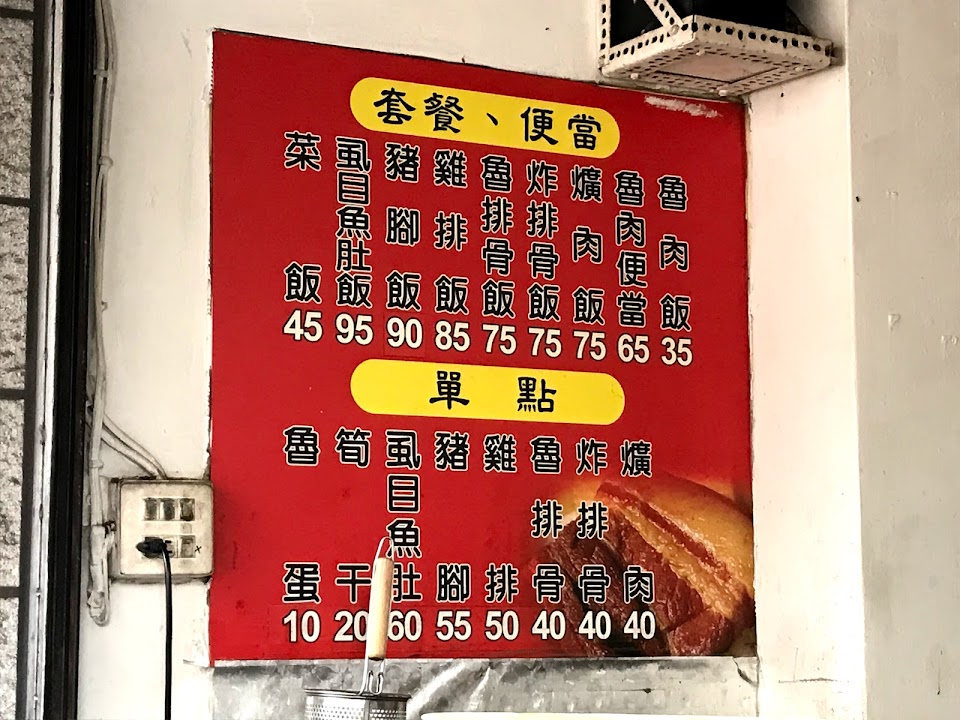 套餐、便當
魯肉飯35
魯肉便當65
爌肉飯75
炸排骨飯75
魯排骨飯75
雞排飯85
豬腳飯90
虱目魚肚飯95
菜飯45
單點
爌肉40
炸排骨40
魯排骨40
雞排50
豬腳55
虱目魚肚60
筍干20
魯蛋10